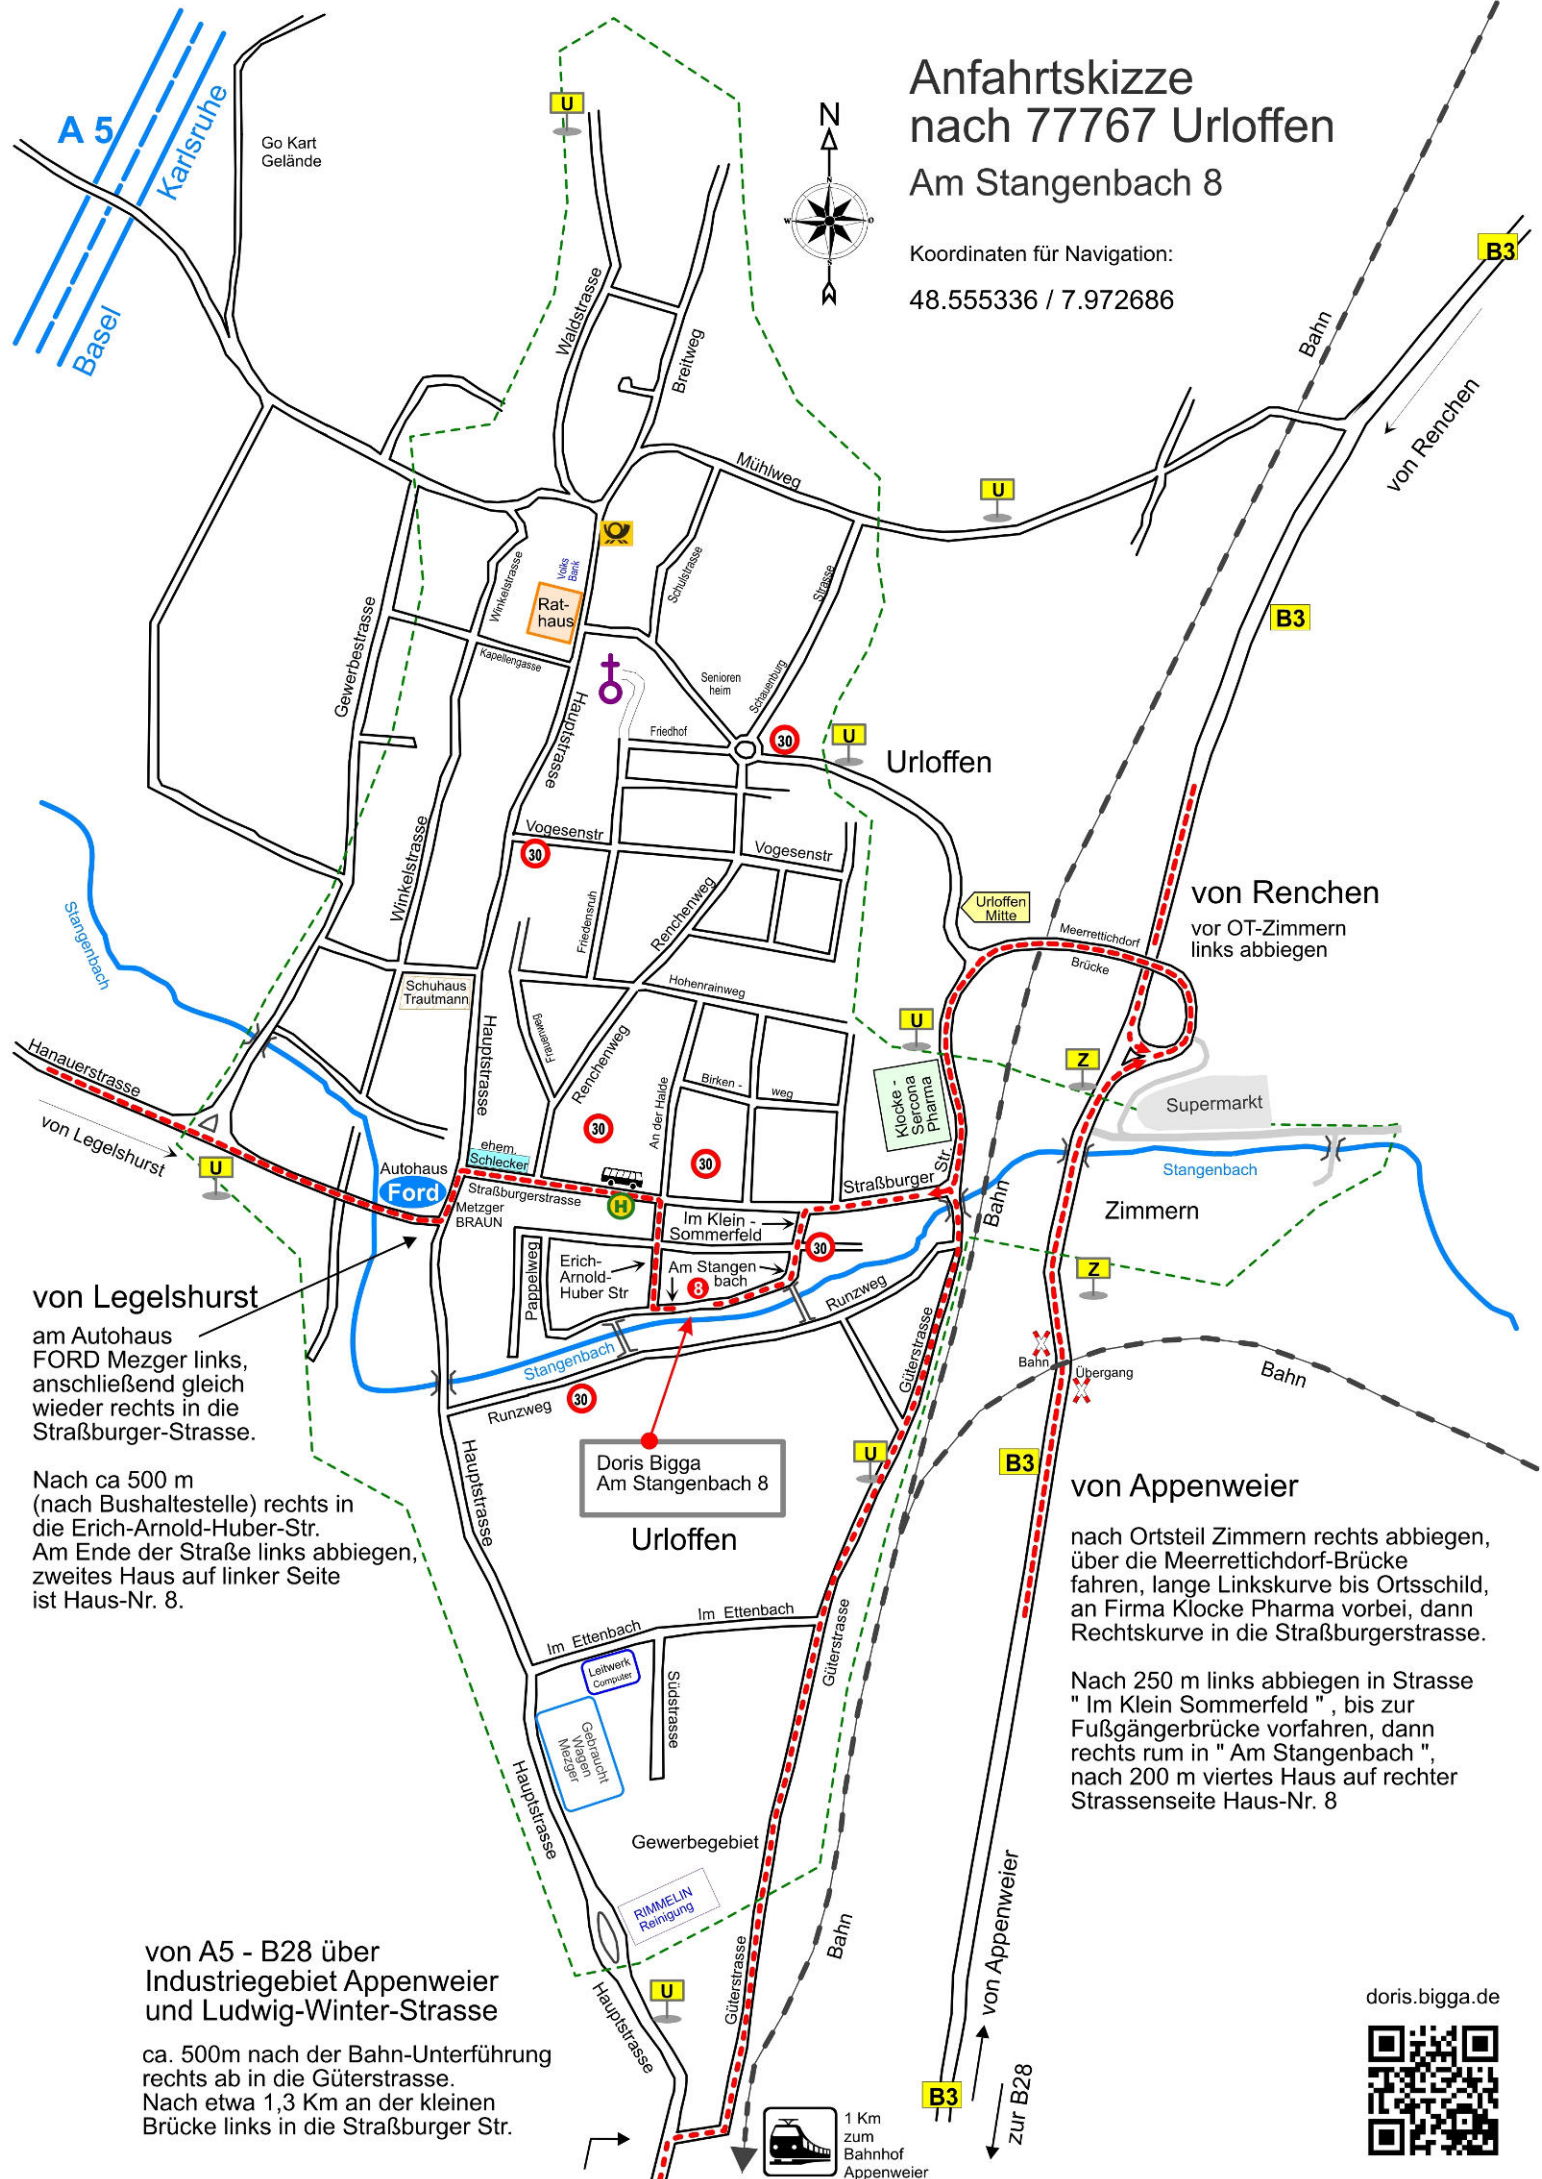 Anfahrtskizze
nach 77767 Urloffen
Am Stangenbach 8
Koordinaten für Navigation:
48.555336 / 7.972686
N
N
W
O
S
S
A 5
Karlsruhe
Basel
Go Kart
Gelände
U
B3
Bahn
von Renchen
Waldstrasse
Breitweg
Mühlweg
U
Winkelstrasse
Volks
Bank
Rat-
haus
Schulstrasse
Strasse
Schauenburg
B3
Gewerbestrasse
Kapellengasse
Hauptstrasse
Senioren
heim
Friedhof
30
U
Urloffen
Vogesenstr
30
Vogesenstr
Winkelstrasse
Friedensruh
Renchenweg
Urloffen
Mitte
Meerrettichdorf
Brücke
von Renchen
vor OT-Zimmern
links abbiegen
Stangenbach
Schuhaus
Trautmann
Hohenrainweg
Hauptstrasse
Frauenweg
Renchenweg
U
Z
Hanauerstrasse
von Legelshurst
U
An der Halde
Birken -
weg
30
30
Klocke-
Sercona
Pharma
Supermarkt
Stangenbach
Zimmern
Autohaus
Ford
ehem.
Schlecker
Straßburgerstrasse
Metzger
BRAUN
H
Straßburger
Str.
Bahn
Im Klein -
Sommerfeld
30
Pappelweg
Erich-
Arnold-
Huber Str
Am Stangen
bach
8
Runzweg
Z
Stangenbach
Güterstrasse
Bahn
Übergang
Bahn
Runzweg
30
von Legelshurst
am Autohaus
FORD Mezger links,
anschließend gleich
wieder rechts in die
Straßburger-Strasse.
Nach ca 500 m
(nach Bushaltestelle) rechts in
die Erich-Arnold-Huber-Str.
Am Ende der Straße links abbiegen,
zweites Haus auf linker Seite
ist Haus-Nr. 8.
Hauptstrasse
Doris Bigga
Am Stangenbach 8
Urloffen
U
B3
von Appenweier
nach Ortsteil Zimmern rechts abbiegen,
über die Meerrettichdorf-Brücke
fahren, lange Linkskurve bis Ortsschild,
an Firma Klocke Pharma vorbei, dann
Rechtskurve in die Straßburgerstrasse.
Nach 250 m links abbiegen in Strasse
" Im Klein Sommerfeld " , bis zur
Fußgängerbrücke vorfahren, dann
rechts rum in " Am Stangenbach ",
nach 200 m viertes Haus auf rechter
Strassenseite Haus-Nr. 8
Im Ettenbach
Im Ettenbach
Leitwerk
Computer
Südstrasse
Güterstrasse
Gebraucht
Wagen
Mezger
Hauptstrasse
Gewerbegebiet
RIMMELIN
Reinigung
Bahn
von Appenweier
Güterstrasse
Hauptstrasse
U
von A5 - B28 über
Industriegebiet Appenweier
und Ludwig-Winter-Strasse
ca. 500m nach der Bahn-Unterführung
rechts ab in die Güterstrasse.
Nach etwa 1,3 Km an der kleinen
Brücke links in die Straßburger Str.
1 Km
zum
Bahnhof
Appenweier
B3
zur B28
doris.bigga.de